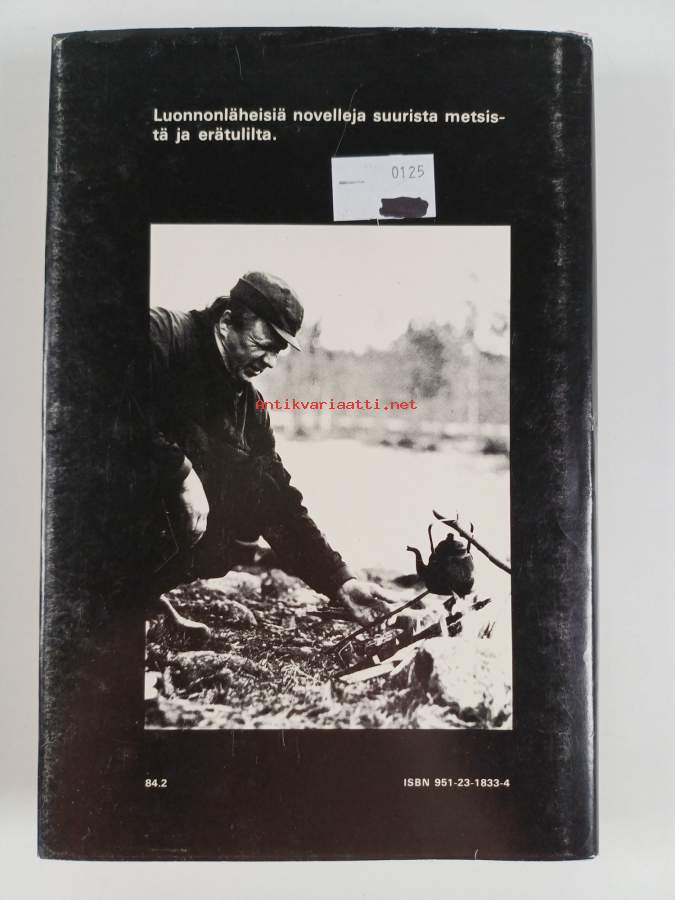 Luonnonläheisiä novelleja suurista metsis-
tä ja erätulilta.
0125
Antikvariaatti.net
84.2
ISBN 951-23-1833-4